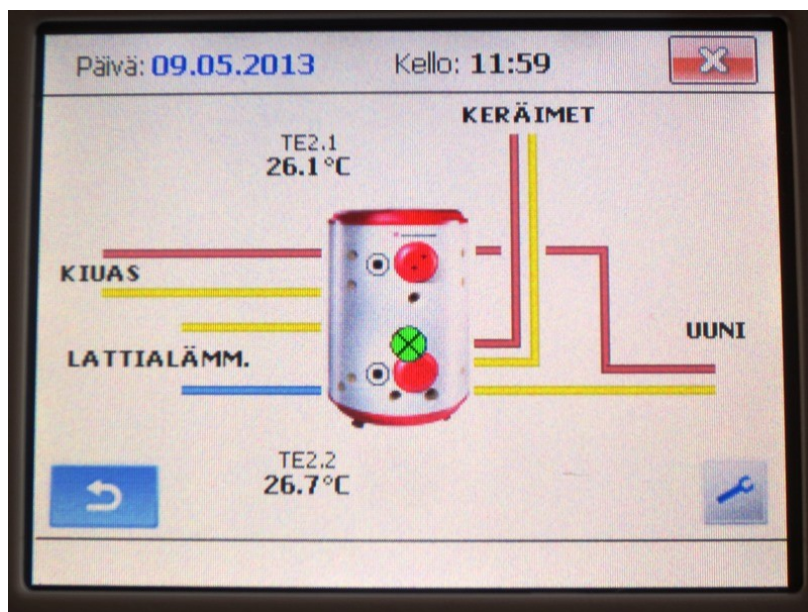 Päivä: 09.05.2013 Kello: 11:59
KERÄIMET
TE2.1
26.1°C
KIUAS
UUNI
LATTIALÄMM.
TE2.2
26.7°C